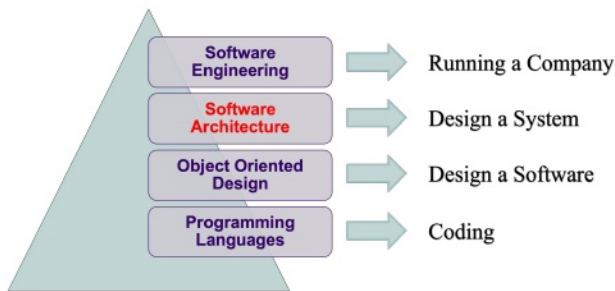 Software
Engineering
Running a Company
Software
Architecture
Design a System
Object Oriented
Design
Design a Software
Programming
Languages
Coding